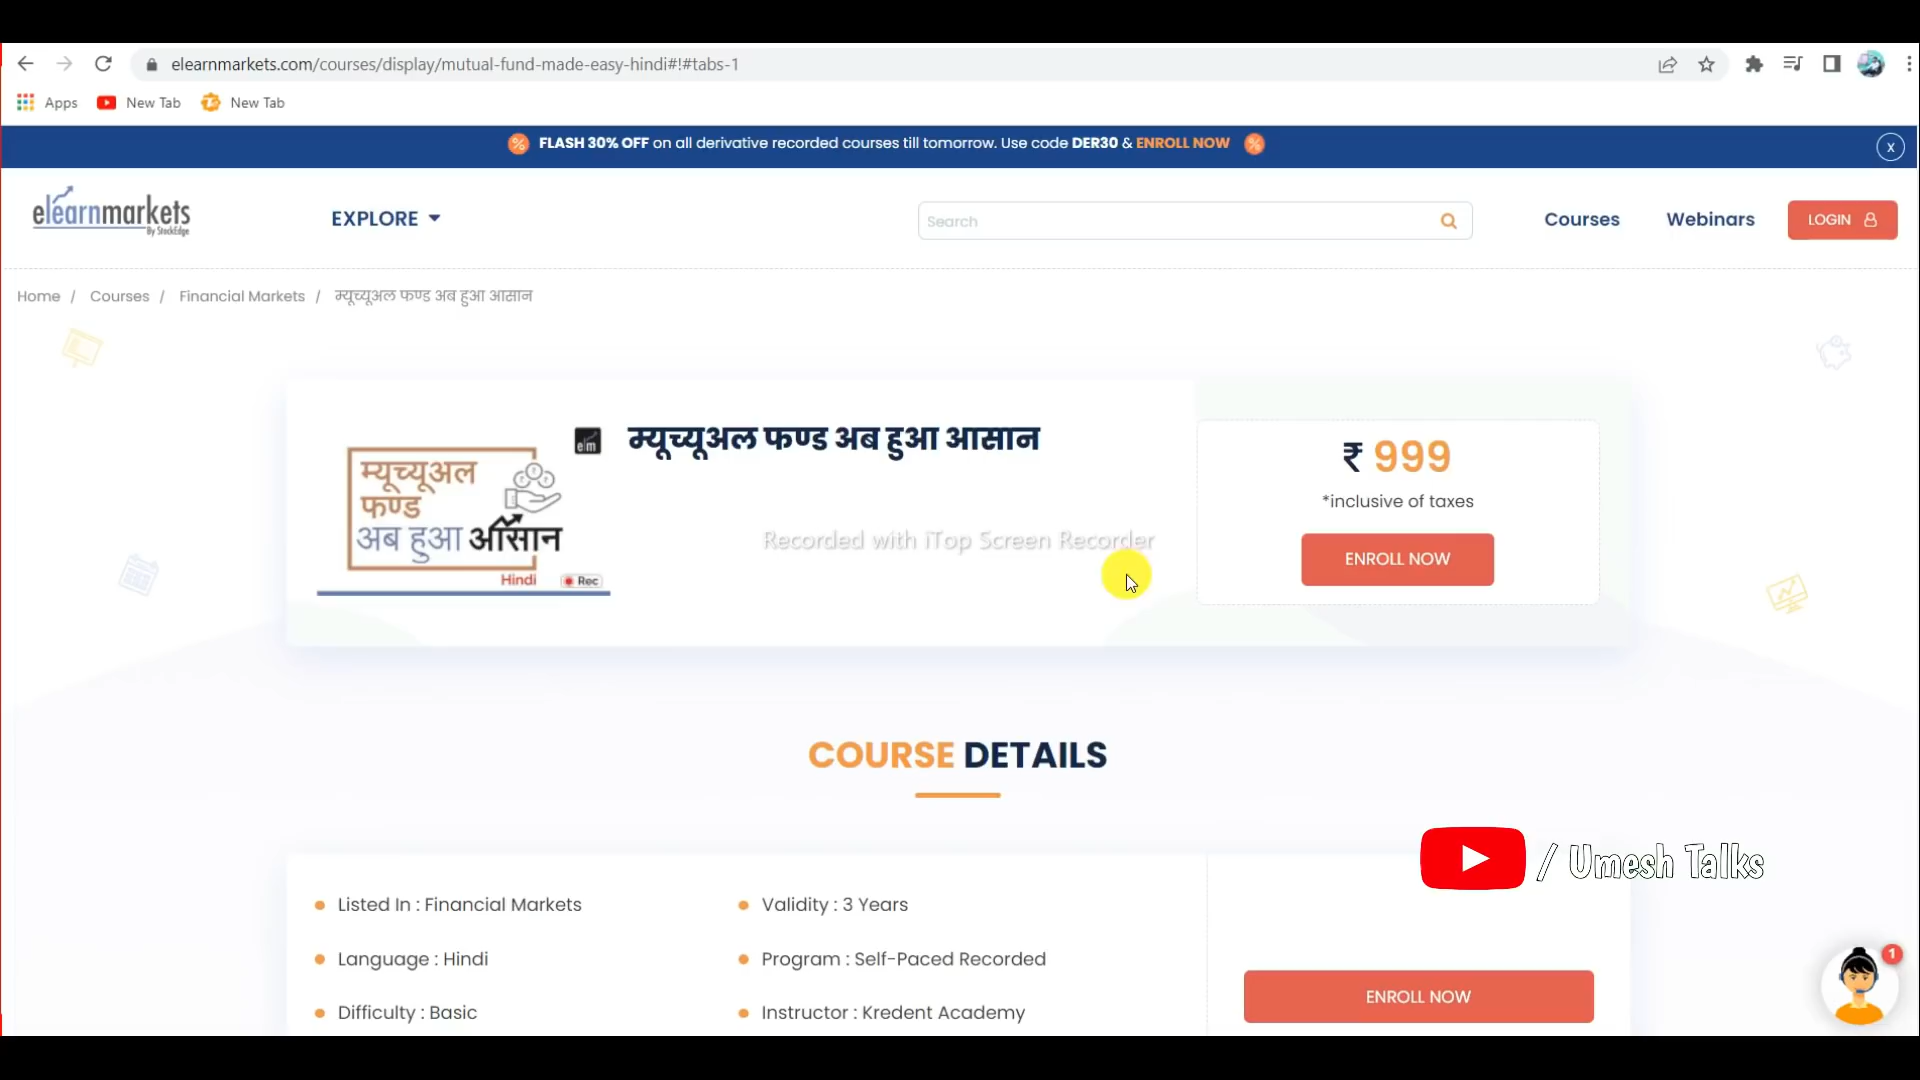 elearnmarkets.com/courses/display/mutual-fund-made-easy-hindi#!#tabs-1
Apps New Tab New Tab
FLASH 30% OFF on all derivative recorded courses till tomorrow. Use code DER30 & ENROLL NOW
x
elearnmarkets
By StockEdge
EXPLORE
Search
Courses
Webinars
LOGIN
Home / Courses / Financial Markets / म्यूच्यूअल फण्ड अब हुआ आसान
म्यूच्यूअल
फण्ड
अब हुआ आसान
Hindi
Rec
elm
म्यूच्यूअल फण्ड अब हुआ आसान
Recorded with iTop Screen Recorder
₹ 999
*inclusive of taxes
ENROLL NOW
COURSE DETAILS
/ Umesh Talks
Listed In : Financial Markets
Validity : 3 Years
Language : Hindi
Program : Self-Paced Recorded
Difficulty : Basic
Instructor : Kredent Academy
ENROLL NOW
1